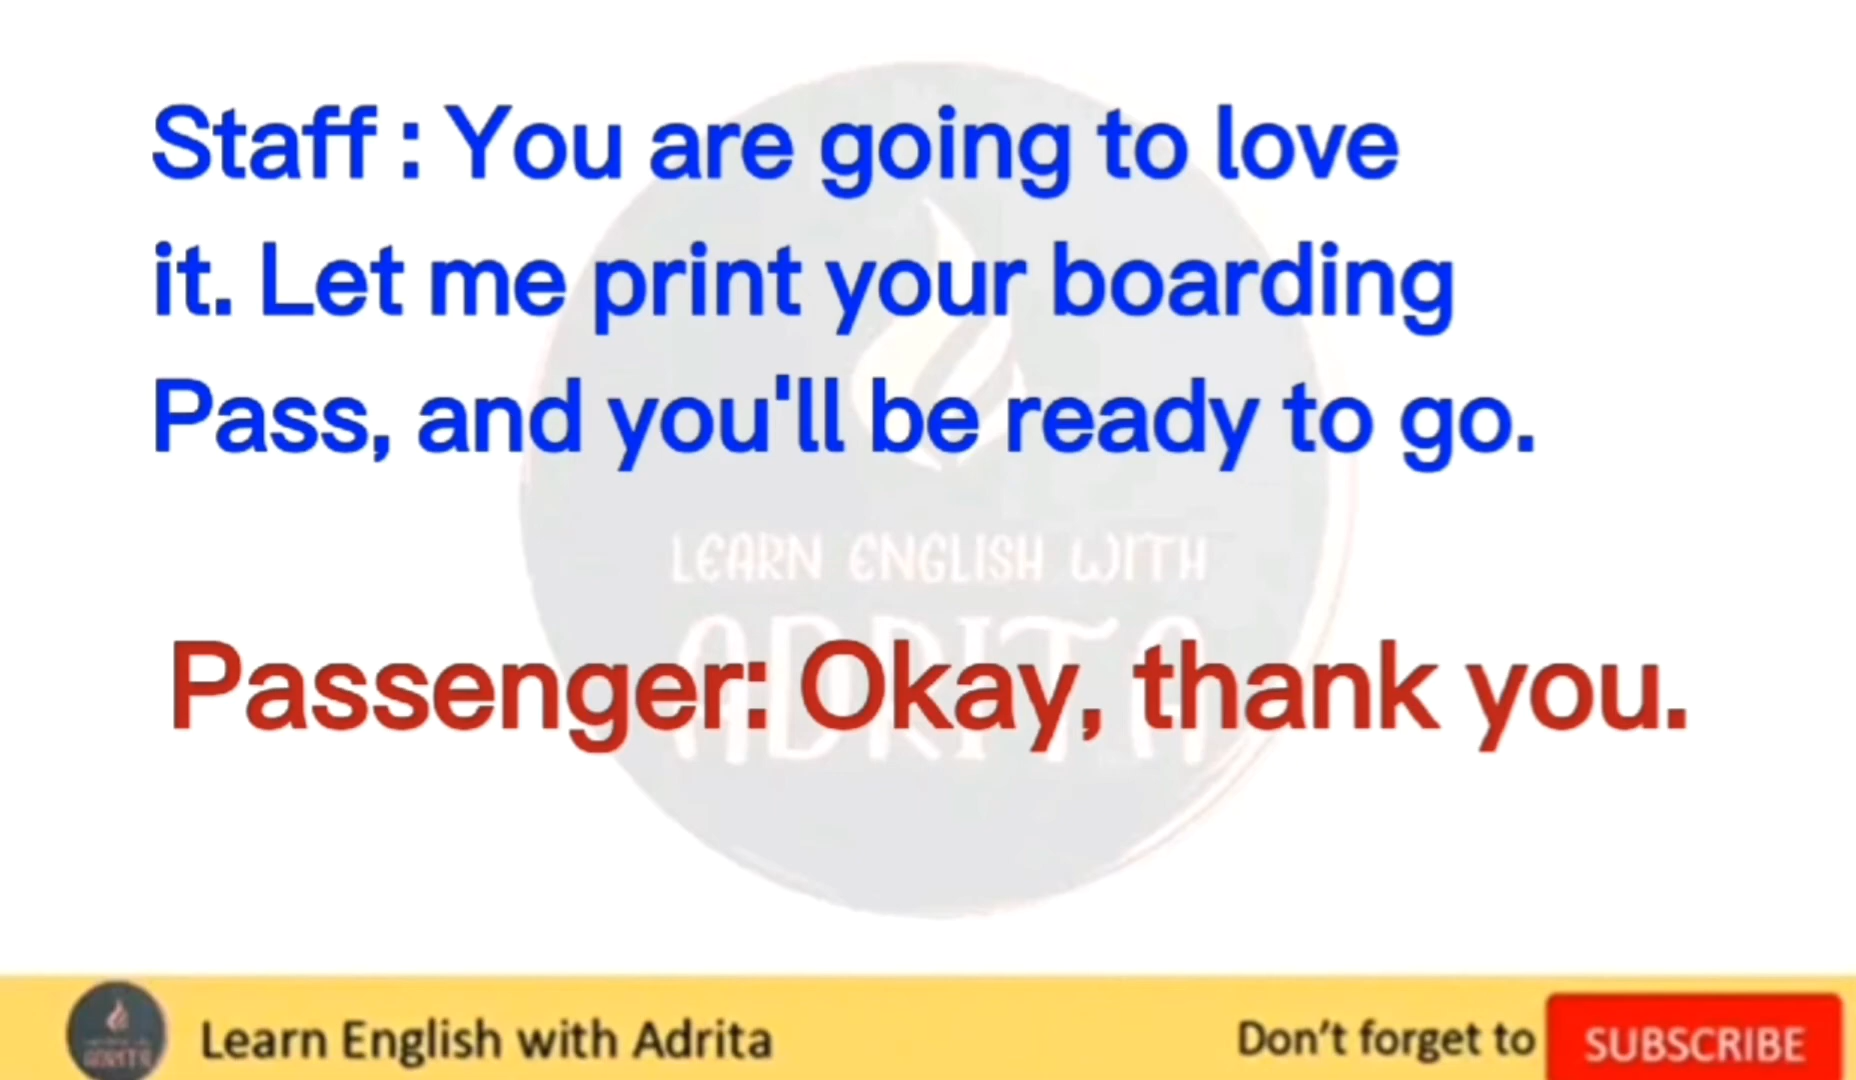 Staff : You are going to love
it. Let me print your boarding
Pass, and you'll be ready to go.
LEARN ENGLISH WITH
ADRITA
Passenger: Okay, thank you.
ADRITA
Learn English with Adrita
Don't forget to
SUBSCRIBE